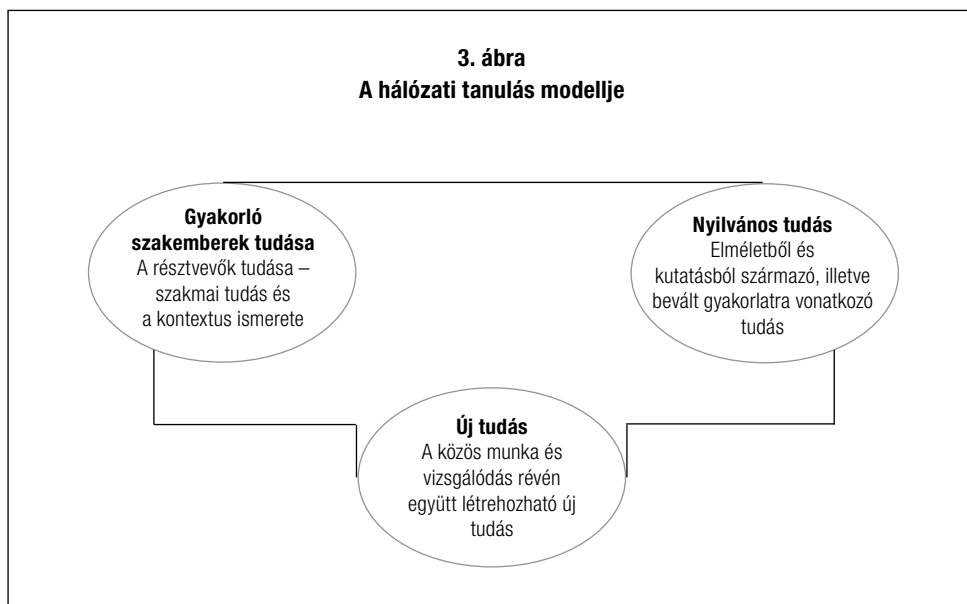 3. ábra
A hálózati tanulás modellje
Gyakorló
szakemberek tudása
A résztvevők tudása –
szakmai tudás és
a kontextus ismerete
Nyilvános tudás
Elméletből és
kutatásból származó, illetve
bevált gyakorlatra vonatkozó
tudás
Új tudás
A közös munka és
vizsgálódás révén
együtt létrehozható új
tudás